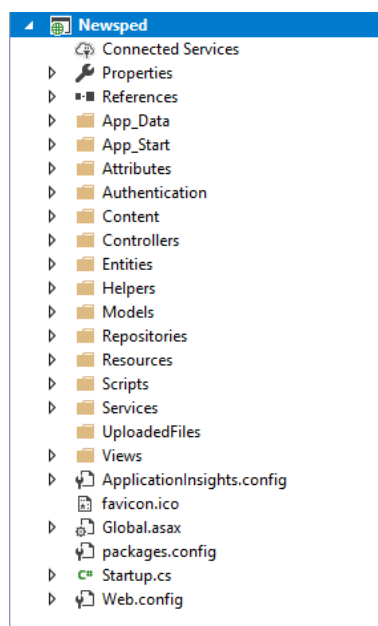 Newsped
Connected Services
Properties
References
App_Data
App_Start
Attributes
Authentication
Content
Controllers
Entities
Helpers
Models
Repositories
Resources
Scripts
Services
UploadedFiles
Views
ApplicationInsights.config
favicon.ico
Global.asax
packages.config
C# Startup.cs
Web.config